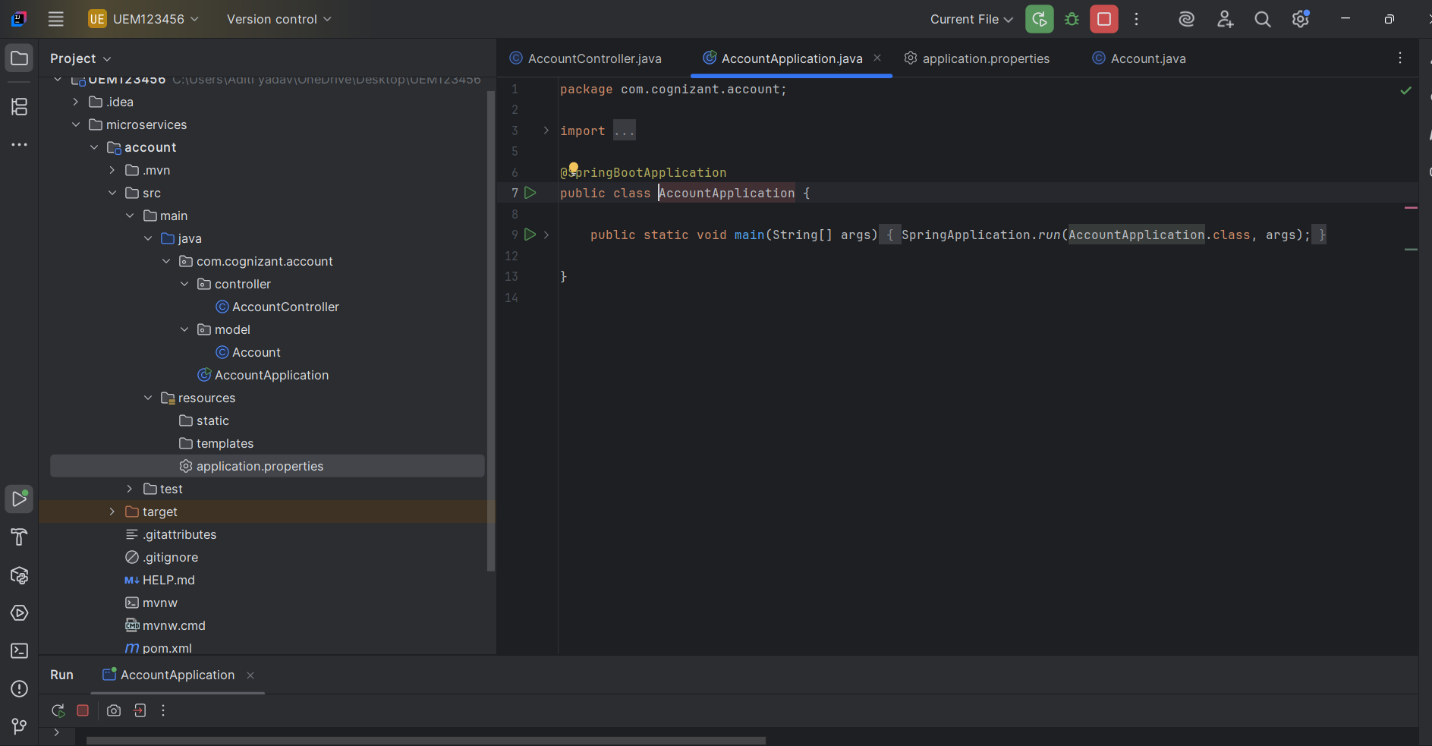 UE UEM123456 Version control Current File
Project
UEM123456 C:\Users\Aditi yadav\OneDrive\Desktop\UEM123456
.idea
microservices
account
.mvn
src
main
java
com.cognizant.account
controller
AccountController
model
Account
AccountApplication
resources
static
templates
application.properties
test
target
.gitattributes
.gitignore
M↓ HELP.md
mvnw
mvnw.cmd
m pom.xml
AccountController.java AccountApplication.java application.properties Account.java
1 package com.cognizant.account;
2
3 import ...
5
6 @SpringBootApplication
7 public class AccountApplication {
8
9 public static void main(String[] args) { SpringApplication.run(AccountApplication.class, args); }
12
13 }
14
Run AccountApplication